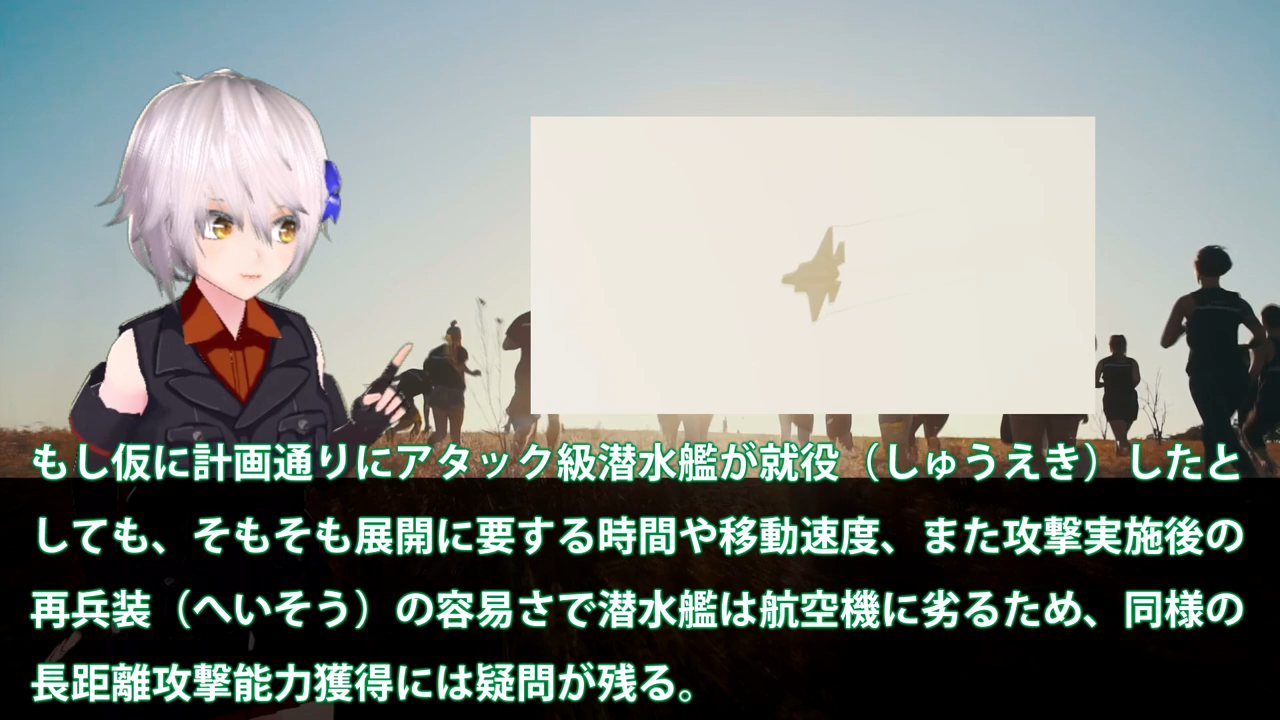 もし仮に計画通りにアタック級潜水艦が就役（しゅうえき）したと
しても、そもそも展開に要する時間や移動速度、また攻撃実施後の
再兵装（へいそう）の容易さで潜水艦は航空機に劣るため、同様の
長距離攻撃能力獲得には疑問が残る。